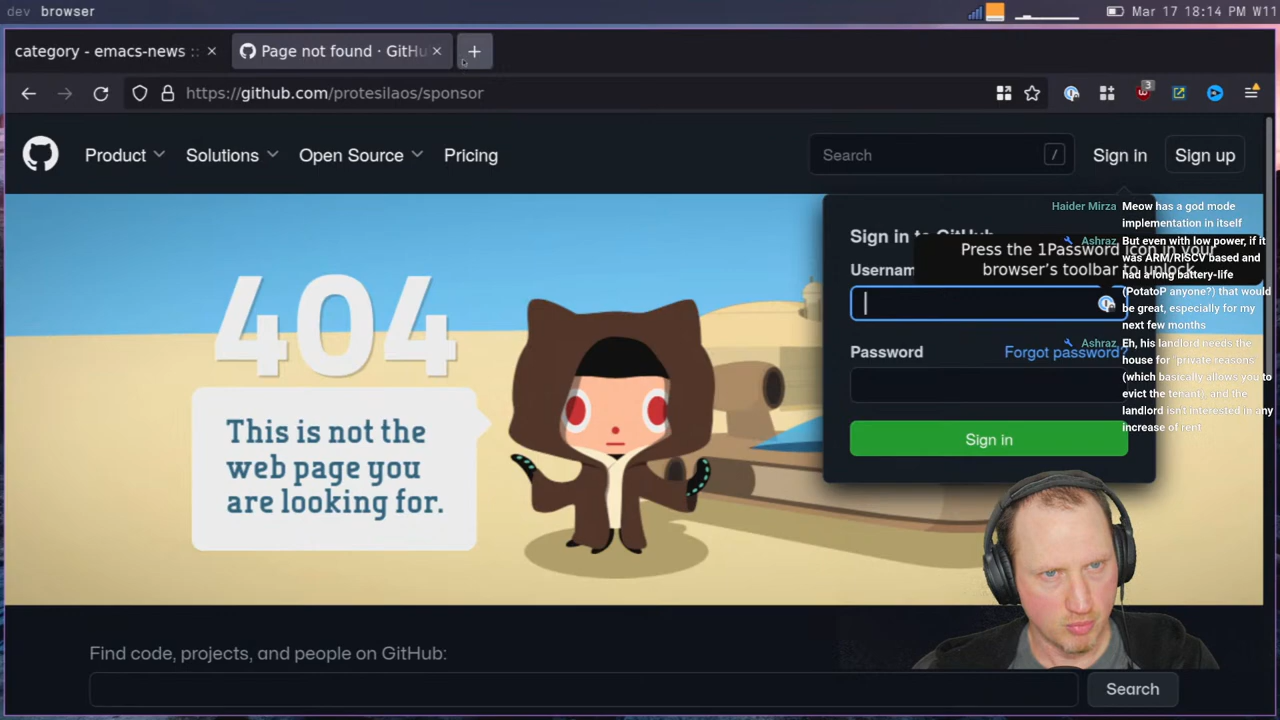 dev browser
Mar 17 18:14 PM W11
category - emacs-news ::
Page not found · GitHu
https://github.com/protesilaos/sponsor
3
Product
Solutions
Open Source
Pricing
Search
/
Sign in
Sign up
Haider Mirza Meow has a god mode
implementation in itself
Ashraz But even with low power, if it
was ARM/RISCV based and
had a long battery-life
(PotatoP anyone?) that would
be great, especially for my
next few months
Ashraz Eh, his landlord needs the
house for "private reasons"
(which basically allows you to
evict the tenant), and the
landlord isn't interested in any
increase of rent.
Sign in to GitHub
Press the 1Password icon in your
browser's toolbar to unlock.
Usernam
Password
Forgot password?
Sign in
404
This is not the
web page you
are looking for.
Find code, projects, and people on GitHub:
Search